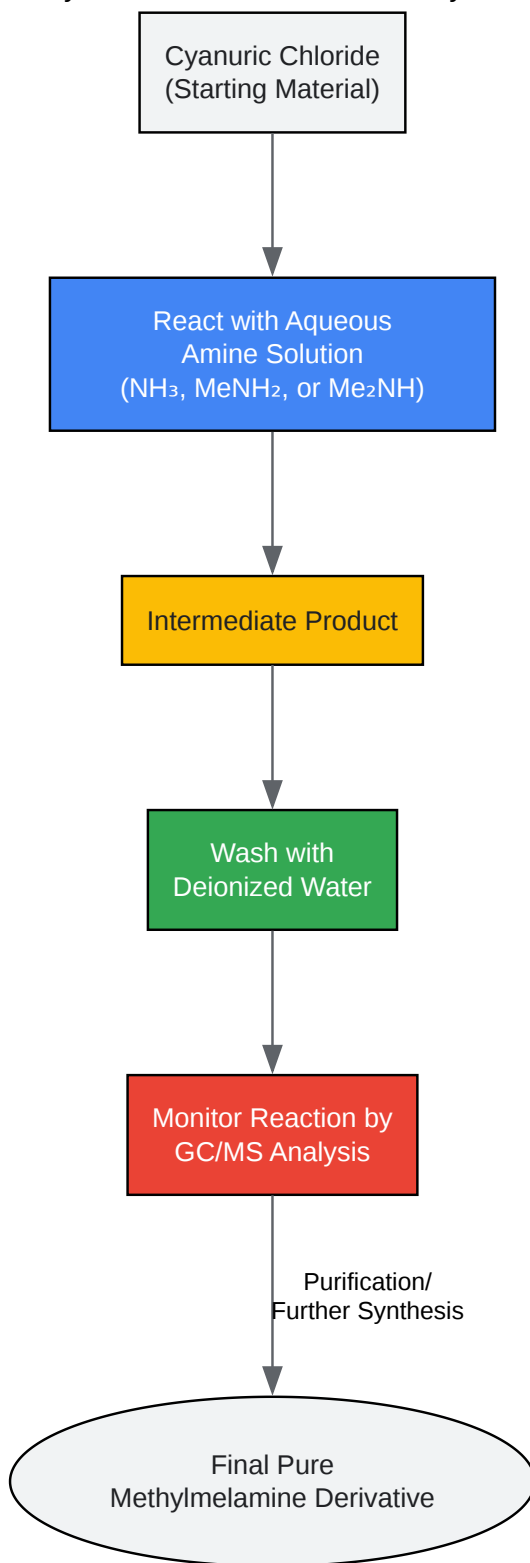 Cyanuric Chloride
(Starting Material)
React with Aqueous
Amine Solution
(NH₃, MeNH₂, or Me₂NH)
Intermediate Product
Wash with
Deionized Water
Monitor Reaction by
GC/MS Analysis
Purification/
Further Synthesis
Final Pure
Methylmelamine Derivative